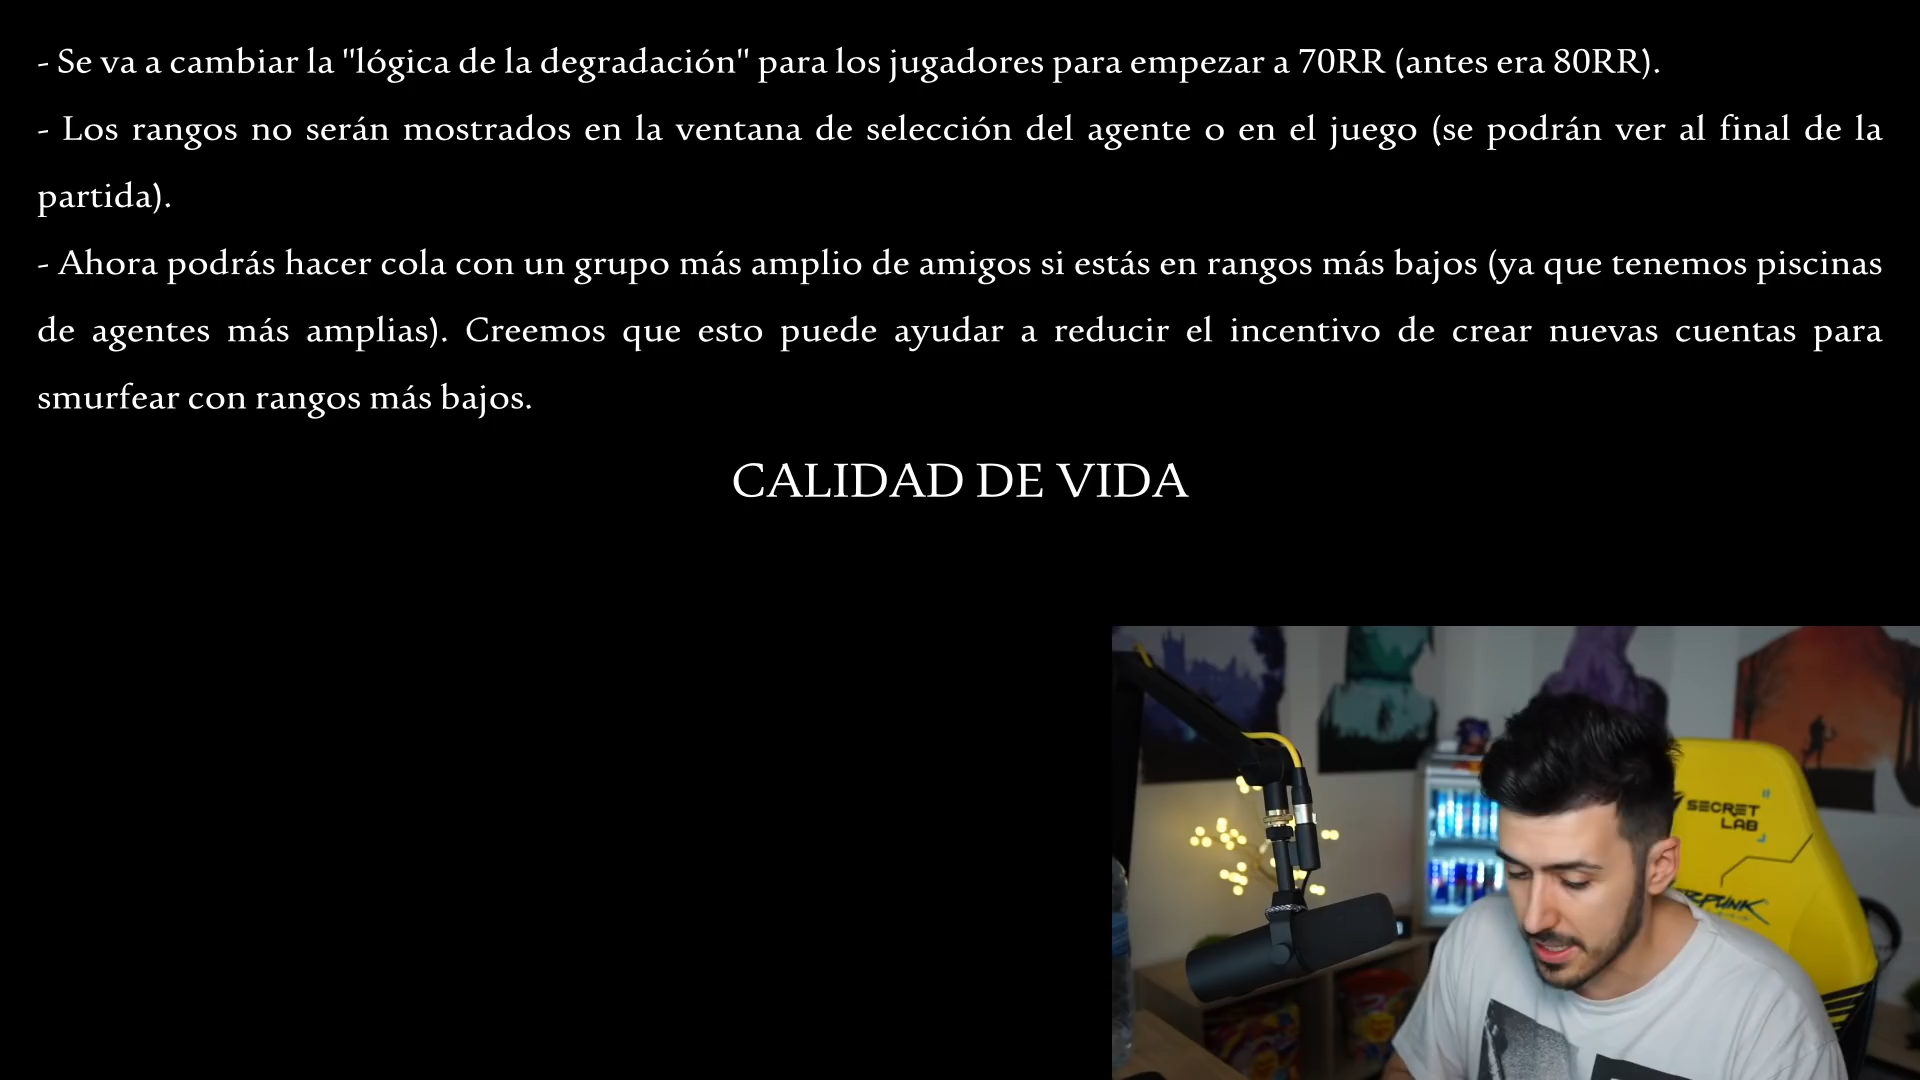 - Se va a cambiar la "lógica de la degradación" para los jugadores para empezar a 70RR (antes era 80RR).
- Los rangos no serán mostrados en la ventana de selección del agente o en el juego (se podrán ver al final de la
partida).
- Ahora podrás hacer cola con un grupo más amplio de amigos si estás en rangos más bajos (ya que tenemos piscinas
de agentes más amplias). Creemos que esto puede ayudar a reducir el incentivo de crear nuevas cuentas para
smurfear con rangos más bajos.
CALIDAD DE VIDA
SECRET
LAB